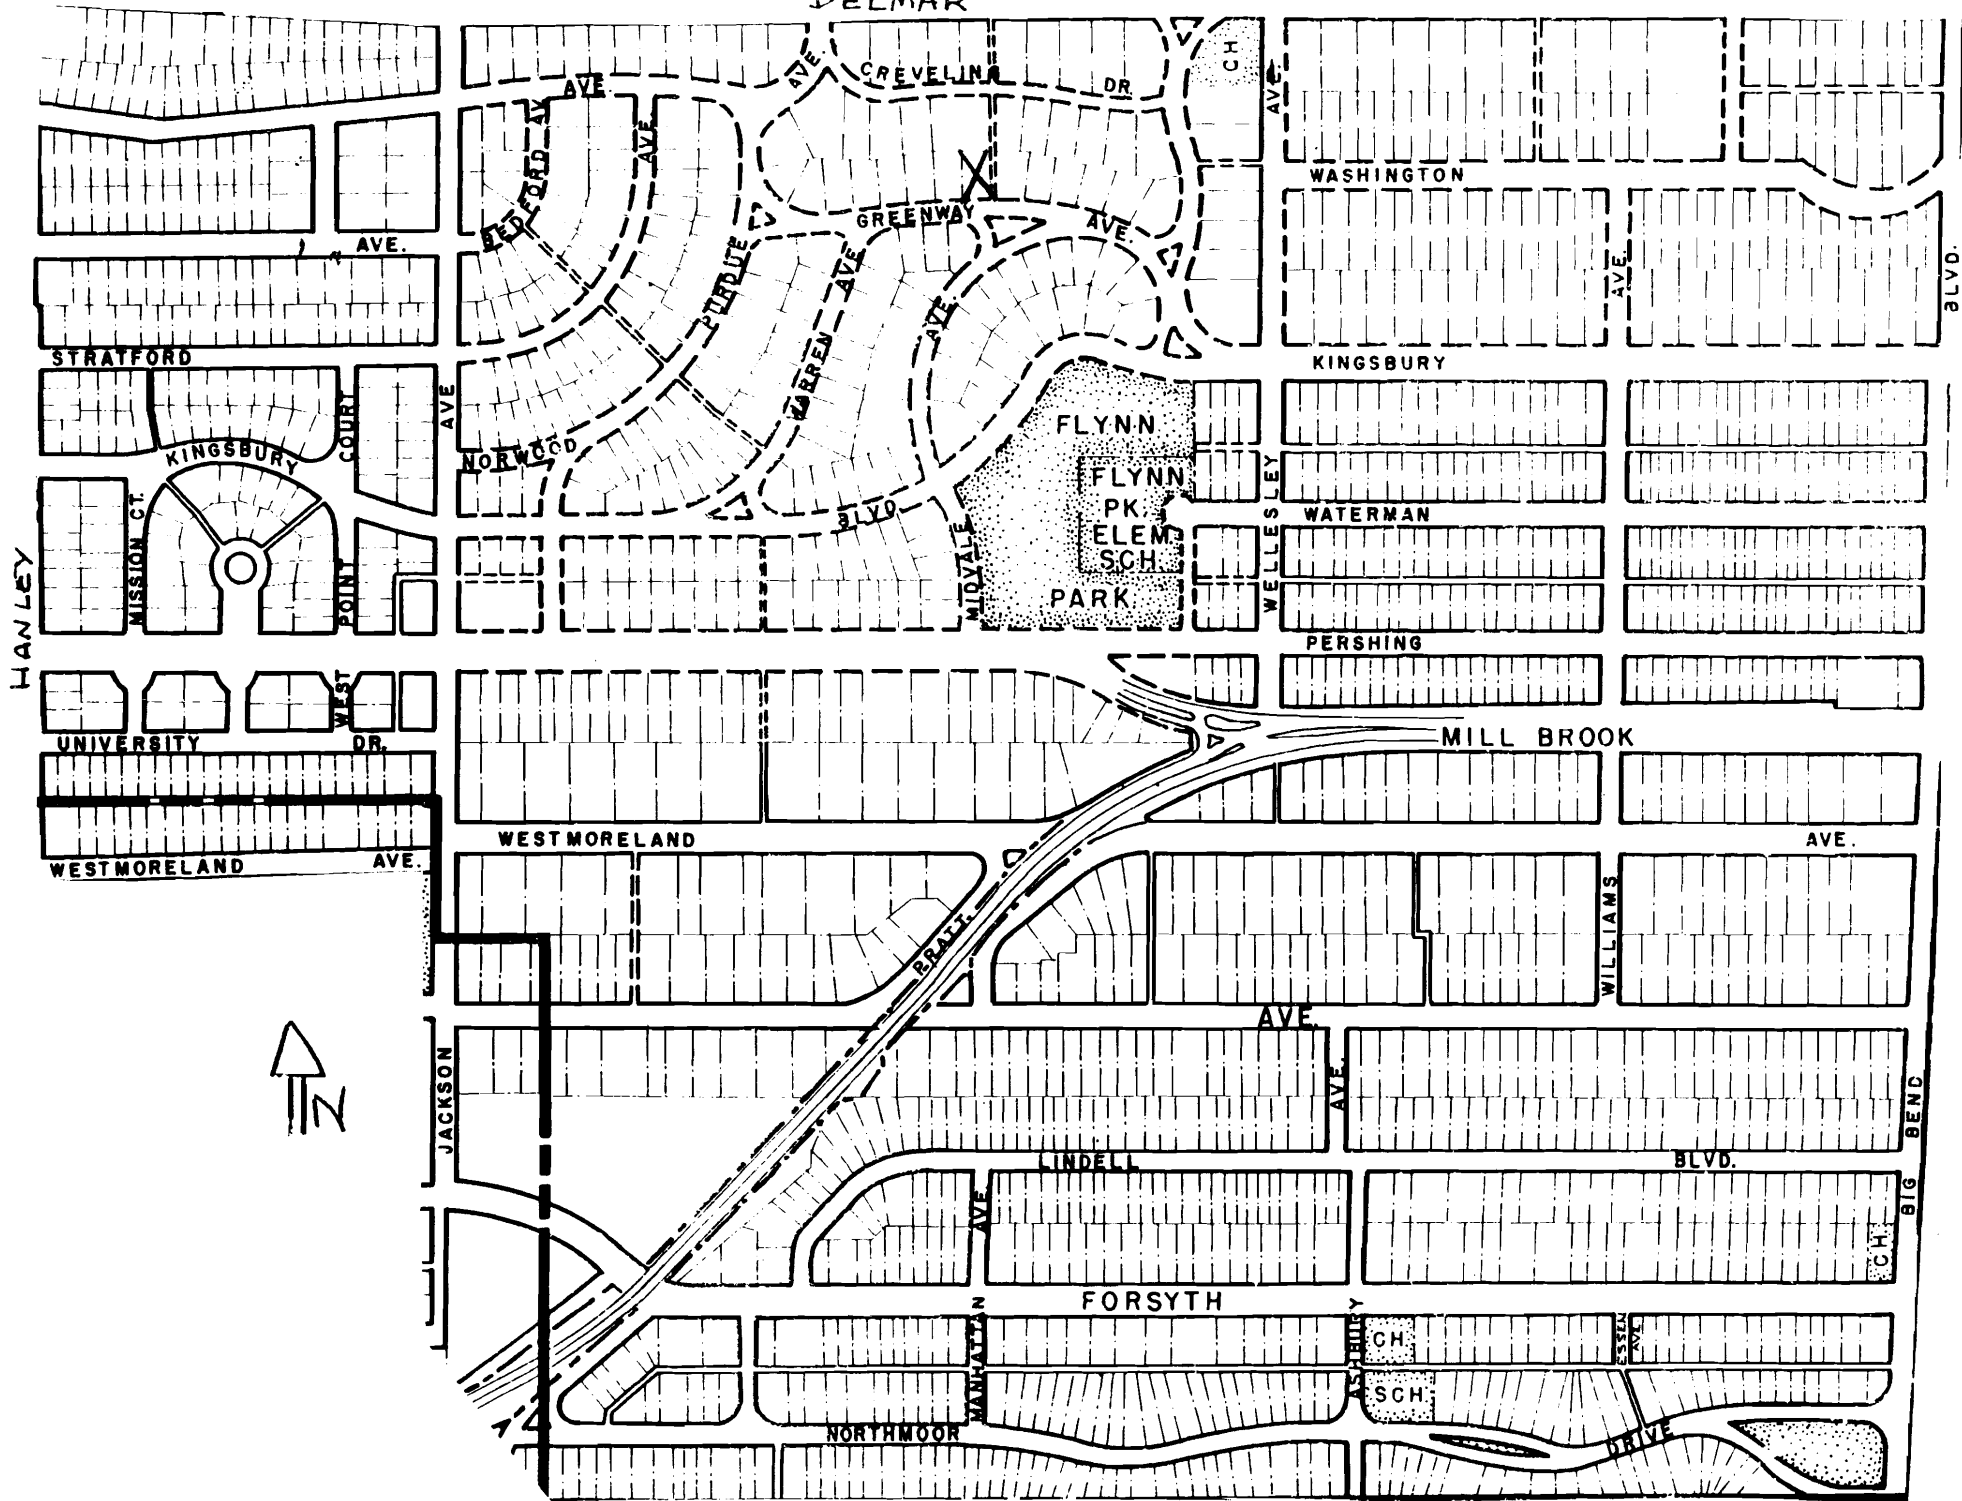 DELMAR
CREVELING
DR.
AVE.
CH
AVE.
AVE.
BEDFORD AV.
AVE.
WASHINGTON
GREENWAY
AVE.
AVE.
PURDUE
WARREN AVE.
AVE.
AVE.
BLVD.
STRATFORD
KINGSBURY
COURT
AVE
FLYNN
NORWOOD
KINGSBURY
FLYNN
PK.
ELEM
SCH.
PARK
WELLESLEY
WATERMAN
MISSION CT.
BLVD.
MIDVALE
HANLEY
POINT
PERSHING
WEST
UNIVERSITY DR.
MILL BROOK
WESTMORELAND
AVE.
WESTMORELAND AVE.
WILLIAMS
PRATT.
AVE.
N
JACKSON
AVE.
BEND
LINDELL
BLVD.
AVE.
BIG
CH.
FORSYTH
MANHATTAN
ASHBURY
CH.
ESSEN
AVE.
SCH.
NORTHMOOR
DRIVE